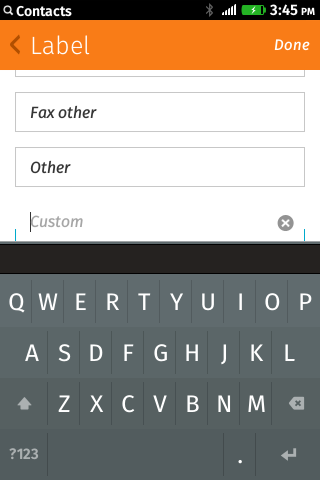 Contacts 3:45 PM
Label Done
Fax other
Other
Custom
Q W E R T Y U I O P
A S D F G H J K L
Z X C V B N M
?123 .